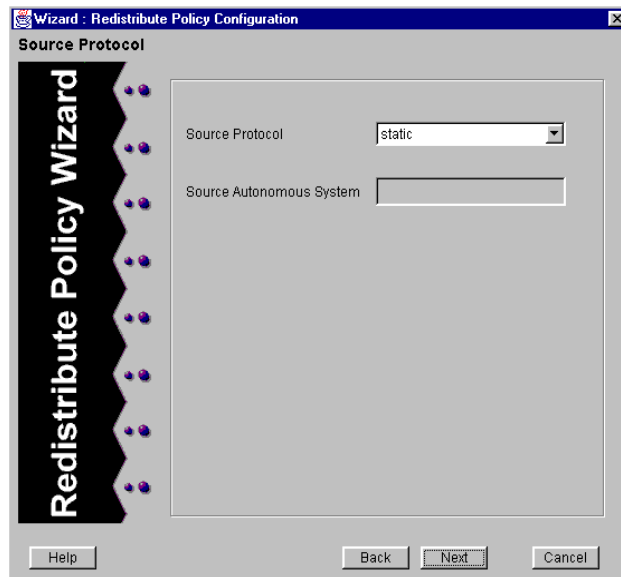 Wizard : Redistribute Policy Configuration
Source Protocol
Redistribute Policy Wizard
Source Protocol
static
Source Autonomous System
Help
Back
Next
Cancel